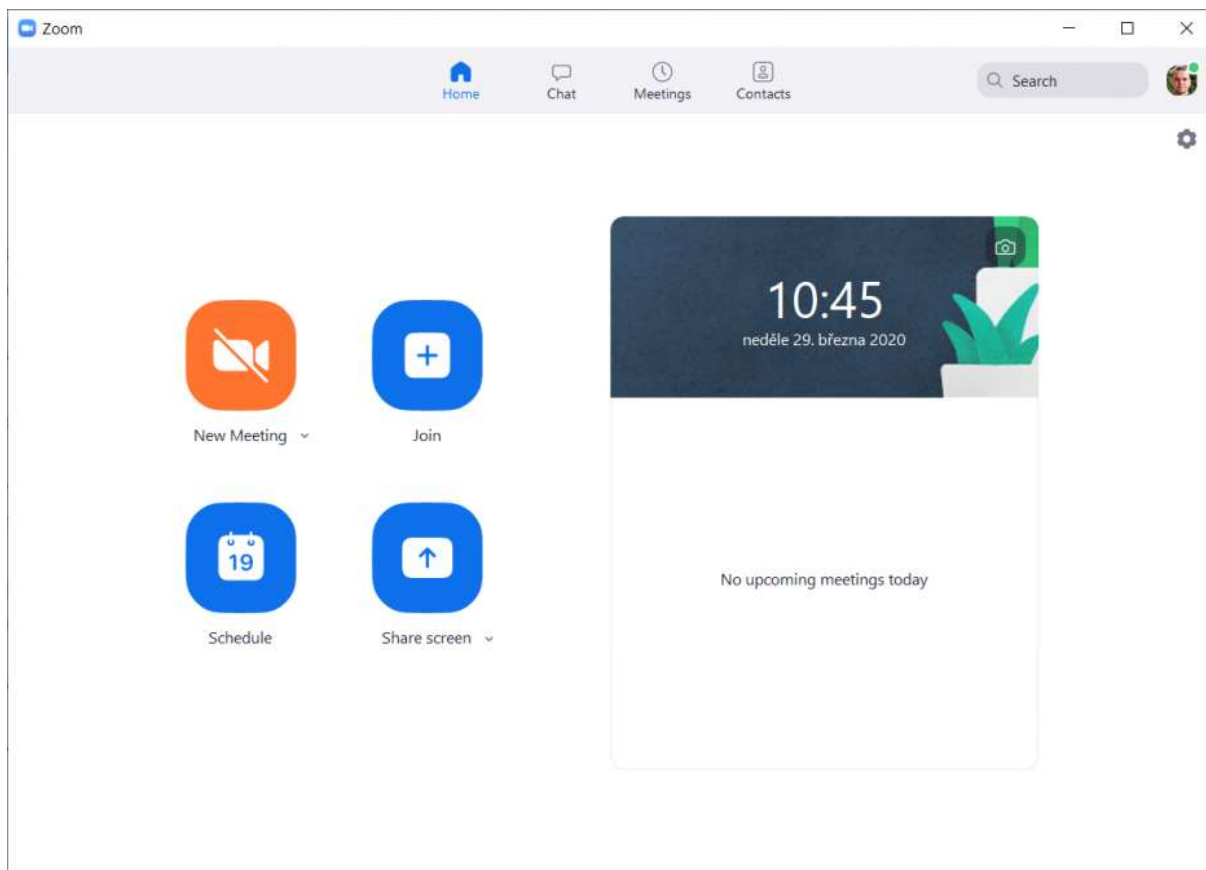 Zoom
Home
Chat
Meetings
Contacts
Search
10:45
neděle 29. března 2020
New Meeting
Join
19
Schedule
Share screen
No upcoming meetings today